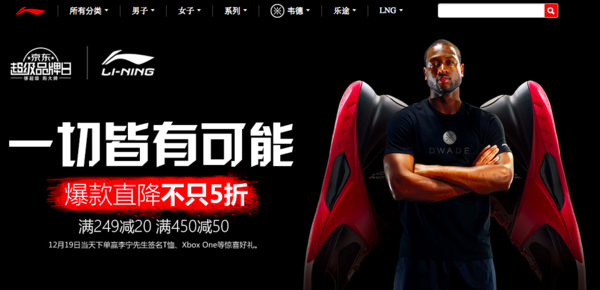 所有分类 男子 女子 系列 韦德 乐途 LNG
京东
超级品牌日
LI-NING
一切皆有可能
爆款直降不只5折
满249减20 满450减50
12月19日当天下单赢李宁先生签名T恤、Xbox One等惊喜好礼。
DWADE